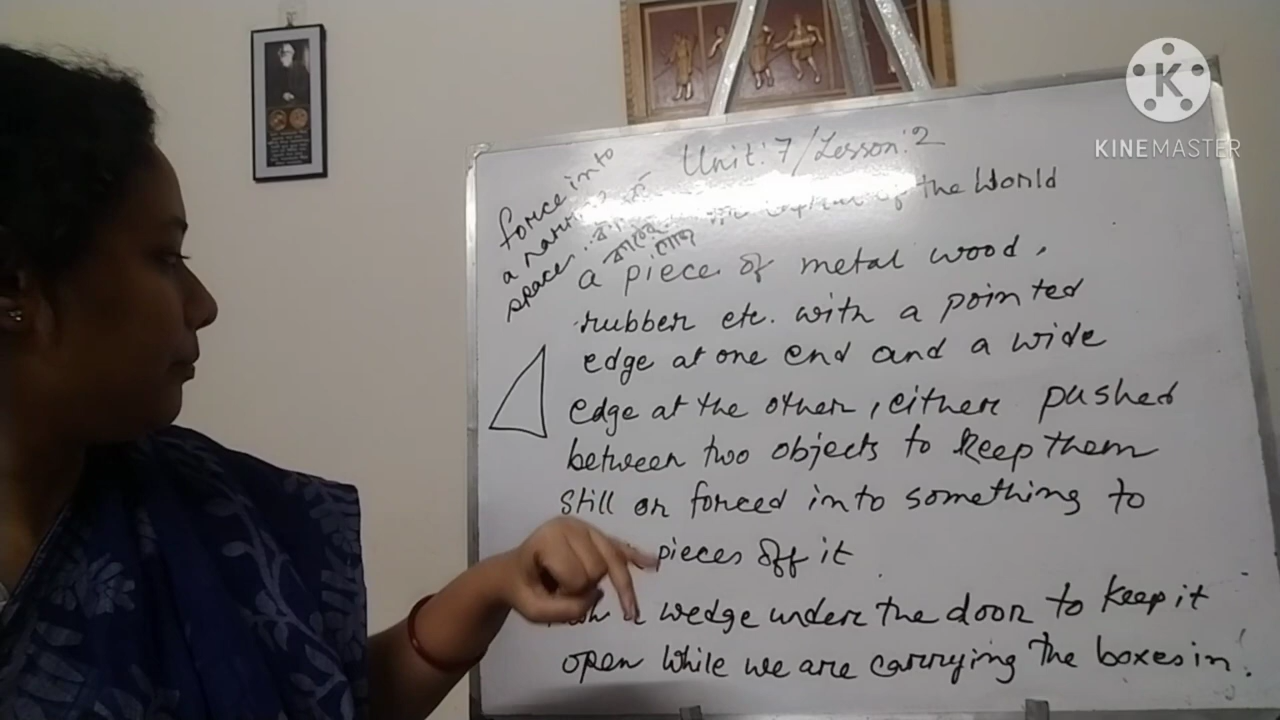 Unit: 7/Lesson: 2
of the World
force into
a
space
a piece of metal wood,
rubber etc. with a pointed
edge at one end and a wide
edge at the other, either pushed
between two objects to keep them
still or forced into something to
pieces off it
wedge under the door to keep it
open while we are carrying the boxes in.
K
KINEMASTER